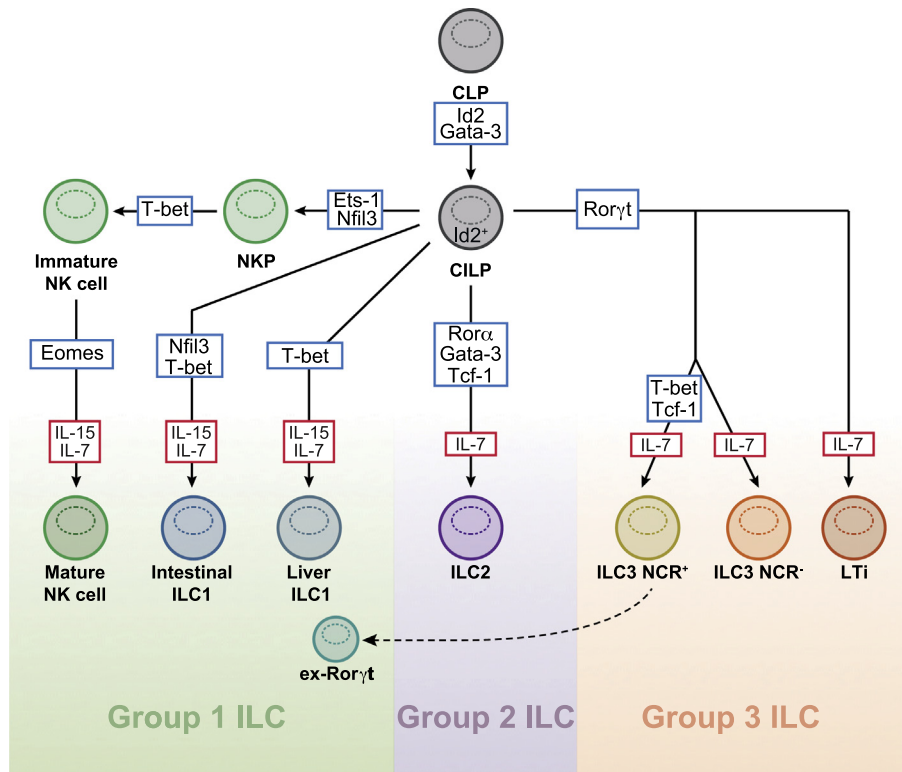 CLP
Id2
Gata-3
Id2⁺
CILP
Ets-1
Nfil3
NKP
T-bet
Immature
NK cell
Rorγt
Eomes
Nfil3
T-bet
T-bet
Rorα
Gata-3
Tcf-1
T-bet
Tcf-1
IL-15
IL-7
IL-15
IL-7
IL-15
IL-7
IL-7
IL-7
IL-7
IL-7
Mature
NK cell
Intestinal
ILC1
Liver
ILC1
ILC2
ILC3 NCR⁺
ILC3 NCR⁻
LTi
ex-Rorγt
Group 1 ILC
Group 2 ILC
Group 3 ILC